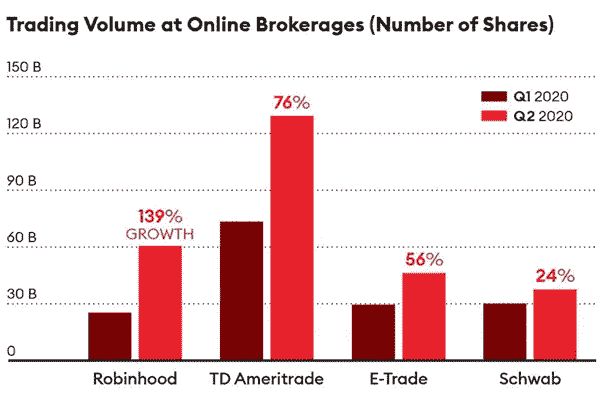 Trading Volume at Online Brokerages (Number of Shares)
150 B
Q1 2020
Q2 2020
76%
120 B
90 B
139%
GROWTH
60 B
56%
24%
30 B
0
Robinhood
TD Ameritrade
E-Trade
Schwab